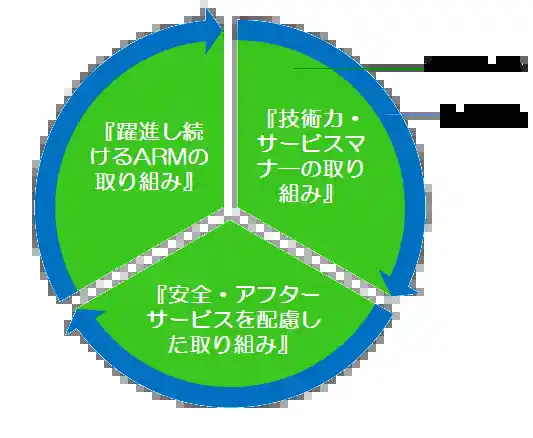 『躍進し続
けるARMの
取り組み』
『技術力・
サービスマ
ナーの取り
組み』
『安全・アフター
サービスを配慮し
た取り組み』